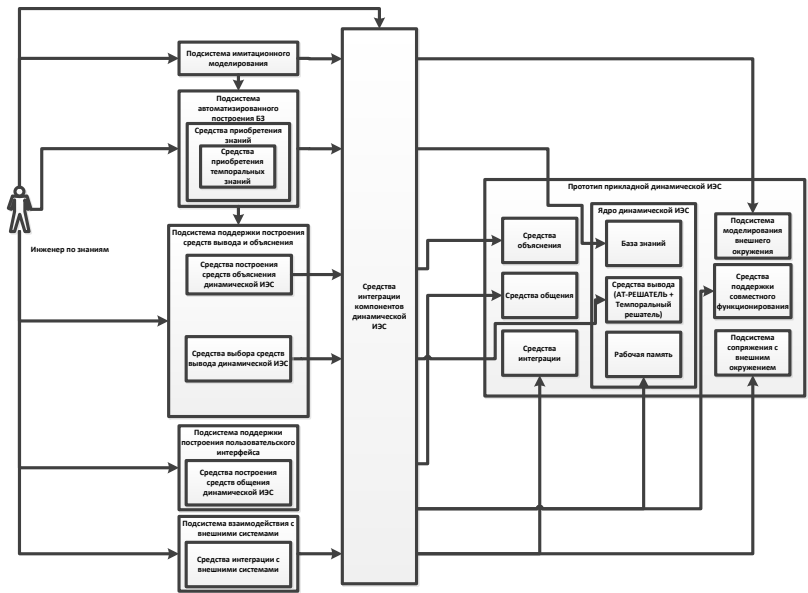 Подсистема имитационного
моделирования
Подсистема
автоматизированного
построения БЗ
Средства приобретения
знаний
Средства
приобретения
темпоральных
знаний
Инженер по знаниям
Подсистема поддержки построения
средств вывода и объяснения
Средства построения
средств объяснения
динамической ИЭС
Средства выбора средств
вывода динамической ИЭС
Подсистема поддержки
построения пользовательского
интерфейса
Средства построения
средств общения
динамической ИЭС
Подсистема взаимодействия с
внешними системами
Средства интеграции с
внешними системами
Средства
интеграции
компонентов
динамической
ИЭС
Прототип прикладной динамической ИЭС
Средства
объяснения
Средства общения
Средства
интеграции
Ядро динамической ИЭС
База знаний
Средства вывода
(АТ-РЕШАТЕЛЬ +
Темпоральный
решатель)
Рабочая память
Подсистема
моделирования
внешнего
окружения
Средства
поддержки
совместного
функционирования
Подсистема
сопряжения с
внешним
окружением